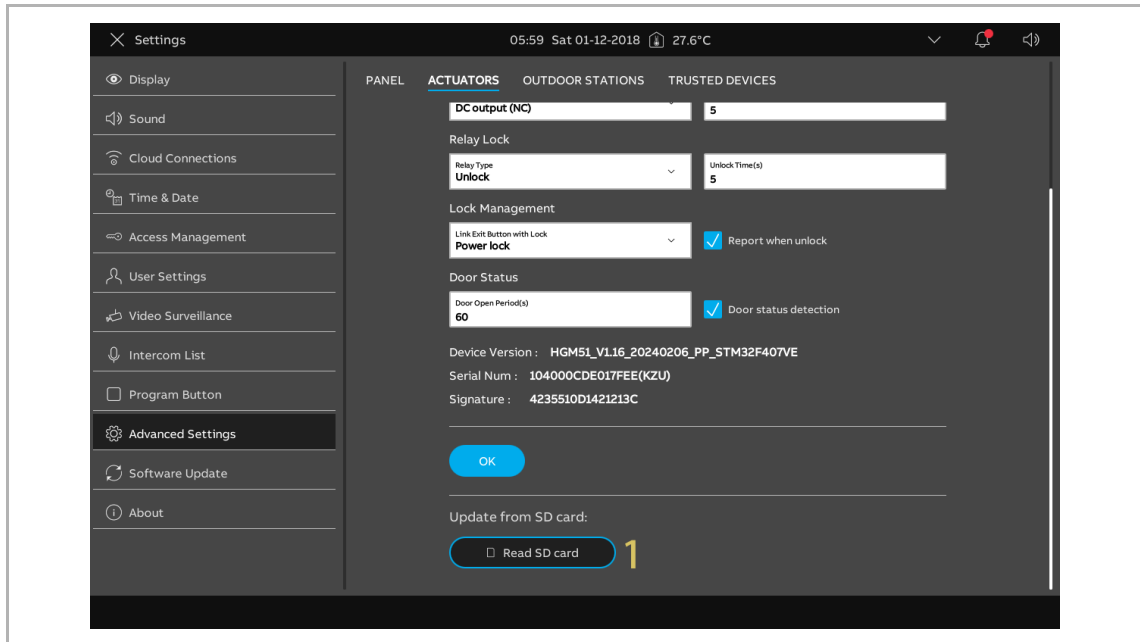 Settings
05:59 Sat 01-12-2018 27.6°C
Display
Sound
Cloud Connections
Time & Date
Access Management
User Settings
Video Surveillance
Intercom List
Program Button
Advanced Settings
Software Update
About
PANEL ACTUATORS OUTDOOR STATIONS TRUSTED DEVICES
DC output (NC) 5
Relay Lock
Relay Type
Unlock
Unlock Time(s)
5
Lock Management
Link Exit Button with Lock
Power lock
Report when unlock
Door Status
Door Open Period(s)
60
Door status detection
Device Version : HGM51_V1.16_20240206_PP_STM32F407VE
Serial Num : 104000CDE017FEE(KZU)
Signature : 4235510D1421213C
OK
Update from SD card:
Read SD card 1